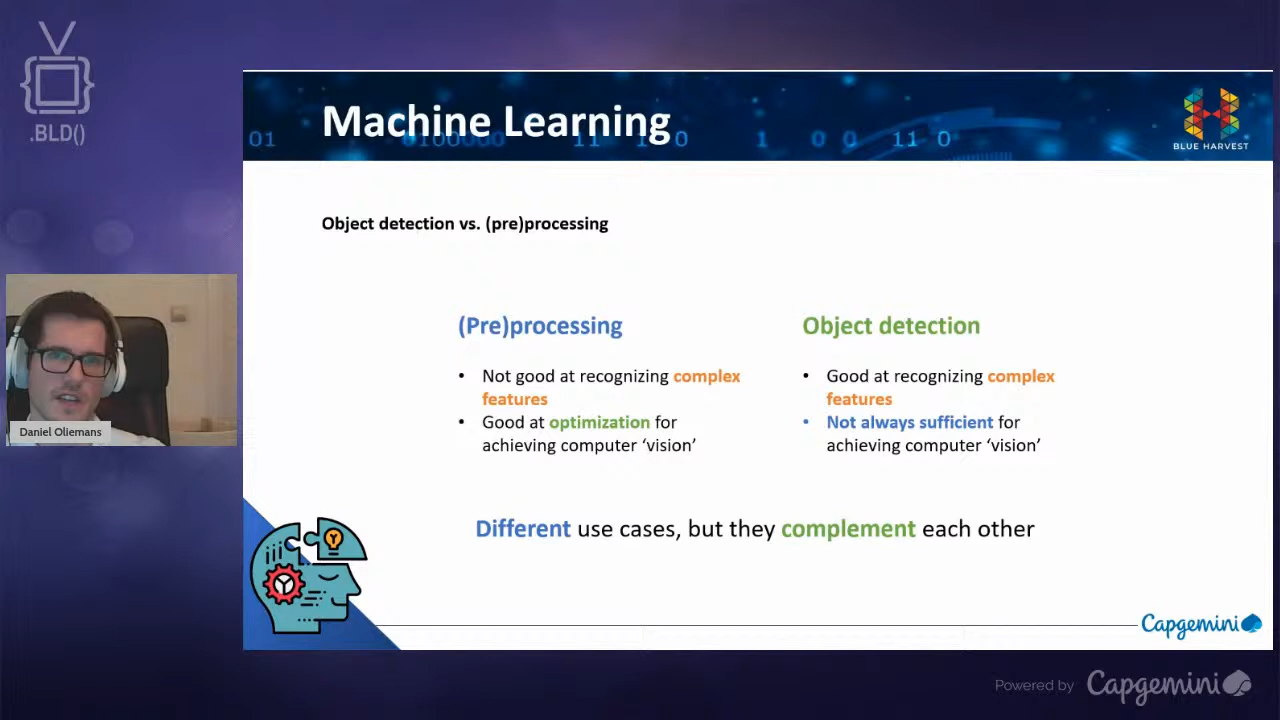 .BLD()
Machine Learning
01 0100000 11 1 0 1 0 0 11 0
BLUE HARVEST
Object detection vs. (pre)processing
(Pre)processing
• Not good at recognizing complex
features
• Good at optimization for
achieving computer ‘vision’
Object detection
• Good at recognizing complex
features
• Not always sufficient for
achieving computer ‘vision’
Different use cases, but they complement each other
Daniel Oliemans
Capgemini
Powered by Capgemini